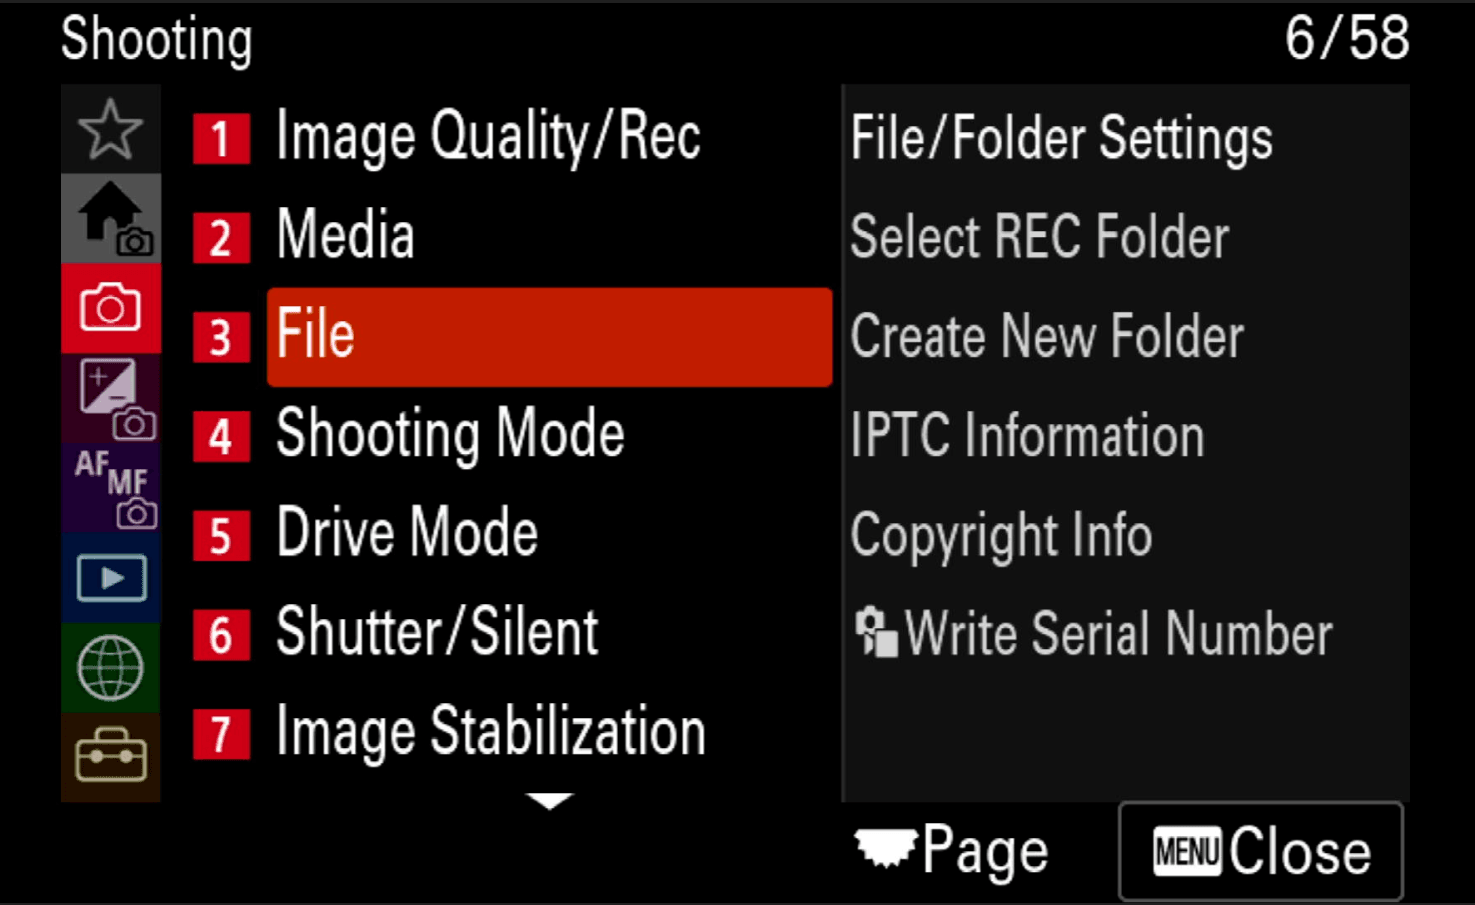 Shooting 6/58
1 Image Quality/Rec
2 Media
3 File
4 Shooting Mode
5 Drive Mode
6 Shutter/Silent
7 Image Stabilization
AF MF
File/Folder Settings
Select REC Folder
Create New Folder
IPTC Information
Copyright Info
Write Serial Number
Page
MENU Close